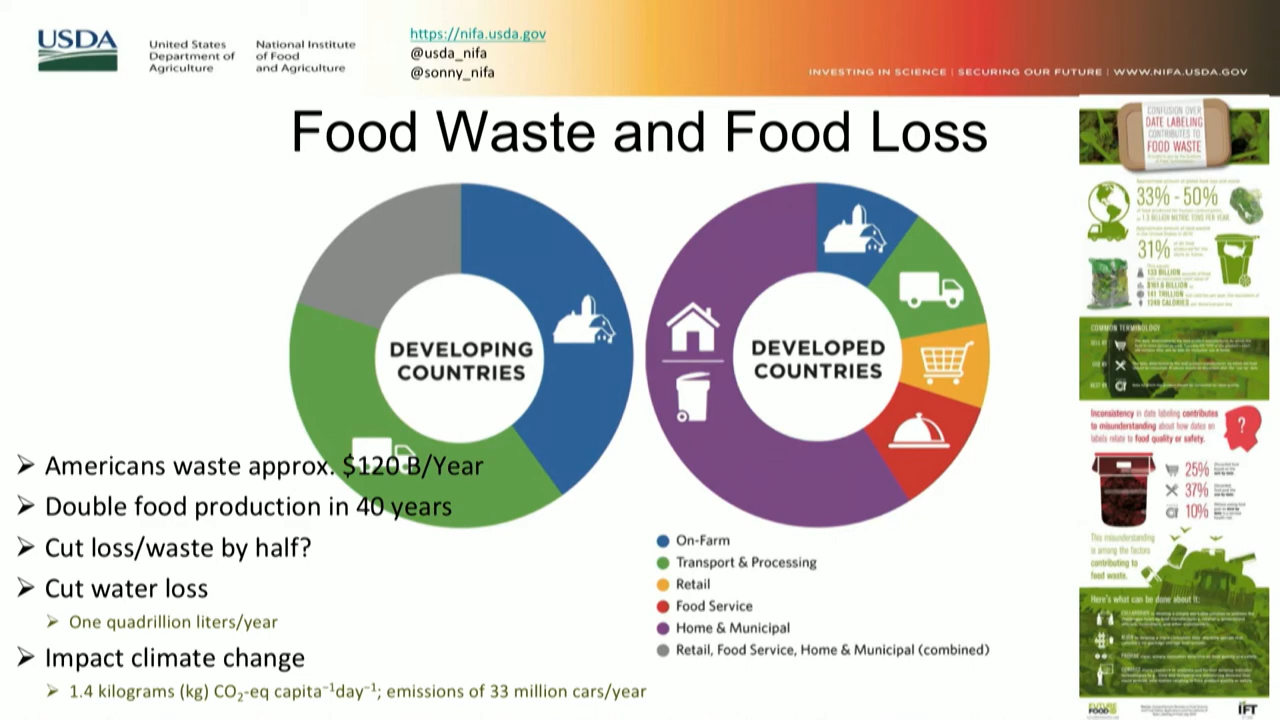 USDA
United States
Department of
Agriculture
National Institute
of Food
and Agriculture
https://nifa.usda.gov
@usda_nifa
@sonny_nifa
INVESTING IN SCIENCE | SECURING OUR FUTURE | WWW.NIFA.USDA.GOV
Food Waste and Food Loss
DEVELOPING
COUNTRIES
DEVELOPED
COUNTRIES
➢ Americans waste approx. $120 B/Year
➢ Double food production in 40 years
➢ Cut loss/waste by half?
➢ Cut water loss
➢ One quadrillion liters/year
➢ Impact climate change
➢ 1.4 kilograms (kg) CO₂-eq capita⁻¹day⁻¹; emissions of 33 million cars/year
On-Farm
Transport & Processing
Retail
Food Service
Home & Municipal
Retail, Food Service, Home & Municipal (combined)
CONFUSION OVER
DATE LABELING
CONTRIBUTES TO
FOOD WASTE
33% - 50%
31%
COMMON TERMINOLOGY
Inconsistency in date labeling contributes
to misunderstanding about how dates on
labels relate to food quality or safety.
?
25%
37%
10%
This misunderstanding
is among the factors
contributing to
food waste.
Here's what can be done about it:
IFT